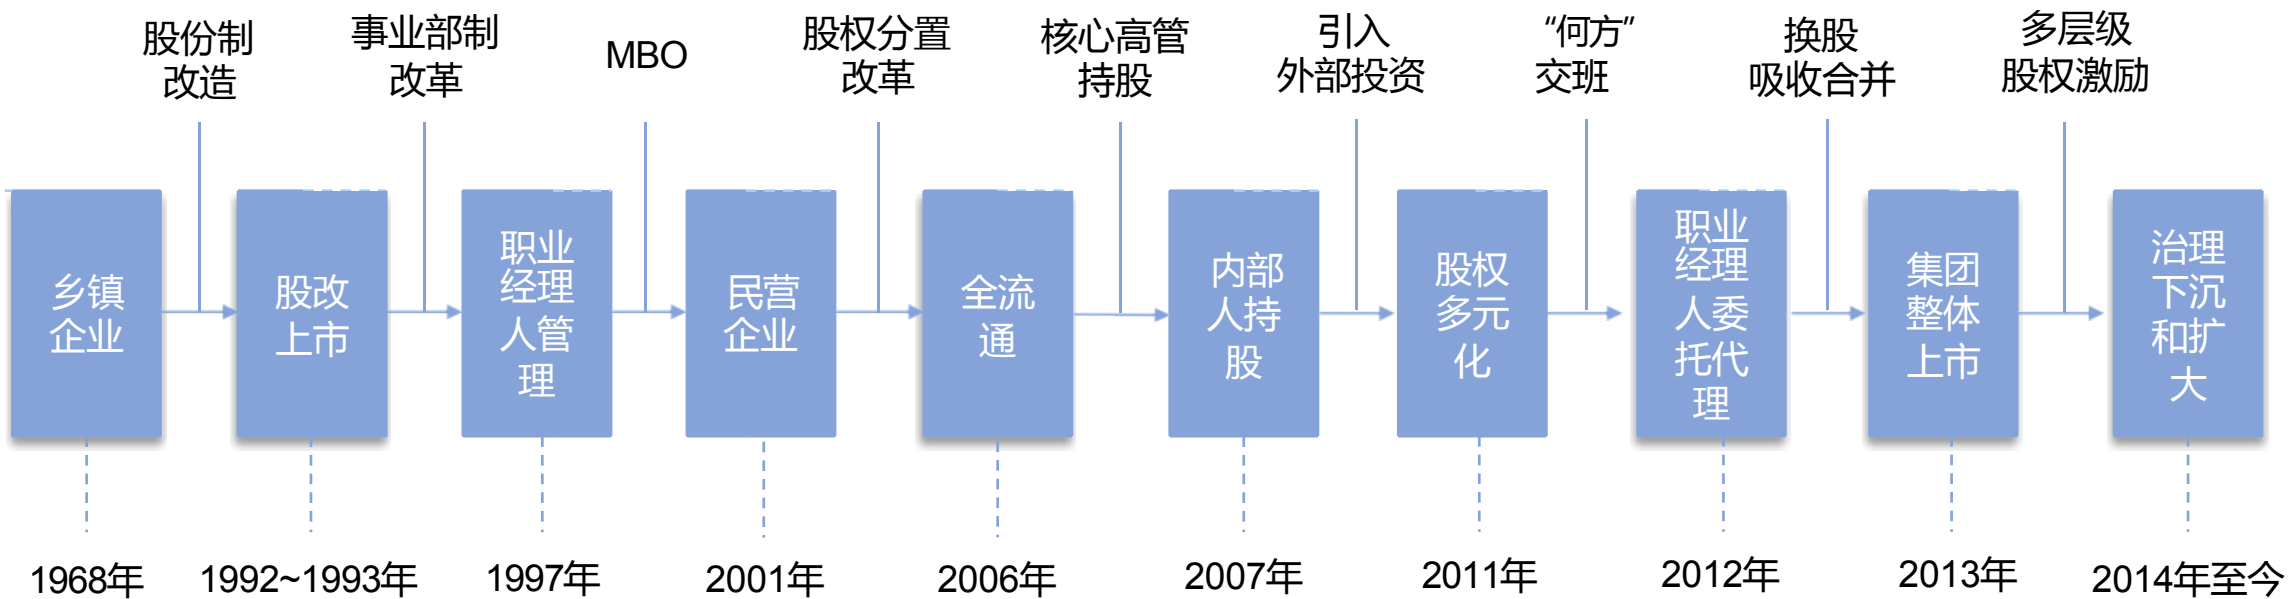 股份制
改造
事业部制
改革
MBO
股权分置
改革
核心高管
持股
引入
外部投资
“何方”
交班
换股
吸收合并
多层级
股权激励
乡镇
企业
股改
上市
职业
经理
人管
理
民营
企业
全流
通
内部
人持
股
股权
多元
化
职业
经理
人委
托代
理
集团
整体
上市
治理
下沉
和扩
大
1968年
1992~1993年
1997年
2001年
2006年
2007年
2011年
2012年
2013年
2014年至今